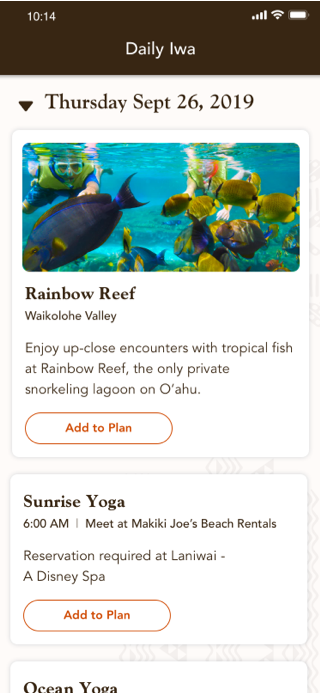 10:14
Daily Iwa
Thursday Sept 26, 2019
Rainbow Reef
Waikolohe Valley
Enjoy up-close encounters with tropical fish
at Rainbow Reef, the only private
snorkeling lagoon on Oʻahu.
Add to Plan
Sunrise Yoga
6:00 AM | Meet at Makiki Joe's Beach Rentals
Reservation required at Laniwai -
A Disney Spa
Add to Plan
Ocean Yoga